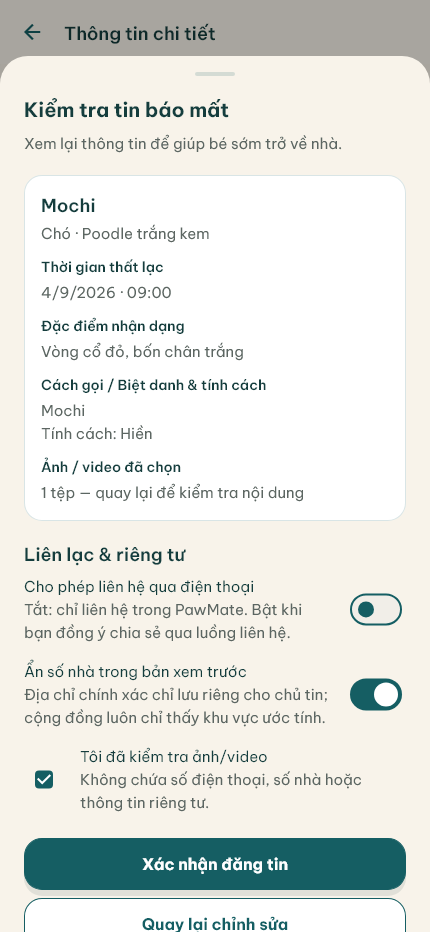 Thông tin chi tiết
Kiểm tra tin báo mất
Xem lại thông tin để giúp bé sớm trở về nhà.
Mochi
Chó · Poodle trắng kem
Thời gian thất lạc
4/9/2026 · 09:00
Đặc điểm nhận dạng
Vòng cổ đỏ, bốn chân trắng
Cách gọi / Biệt danh & tính cách
Mochi
Tính cách: Hiền
Ảnh / video đã chọn
1 tệp — quay lại để kiểm tra nội dung
Liên lạc & riêng tư
Cho phép liên hệ qua điện thoại
Tắt: chỉ liên hệ trong PawMate. Bật khi
bạn đồng ý chia sẻ qua luồng liên hệ.
Ẩn số nhà trong bản xem trước
Địa chỉ chính xác chỉ lưu riêng cho chủ tin;
cộng đồng luôn chỉ thấy khu vực ước tính.
Tôi đã kiểm tra ảnh/video
Không chứa số điện thoại, số nhà hoặc
thông tin riêng tư.
Xác nhận đăng tin
Quay lại chỉnh sửa